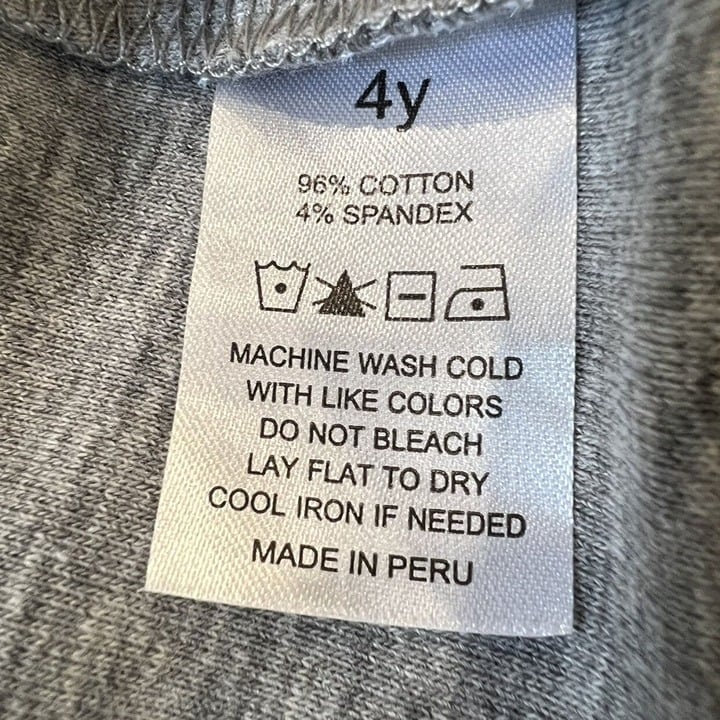 4y
96% COTTON
4% SPANDEX
MACHINE WASH COLD
WITH LIKE COLORS
DO NOT BLEACH
LAY FLAT TO DRY
COOL IRON IF NEEDED
MADE IN PERU